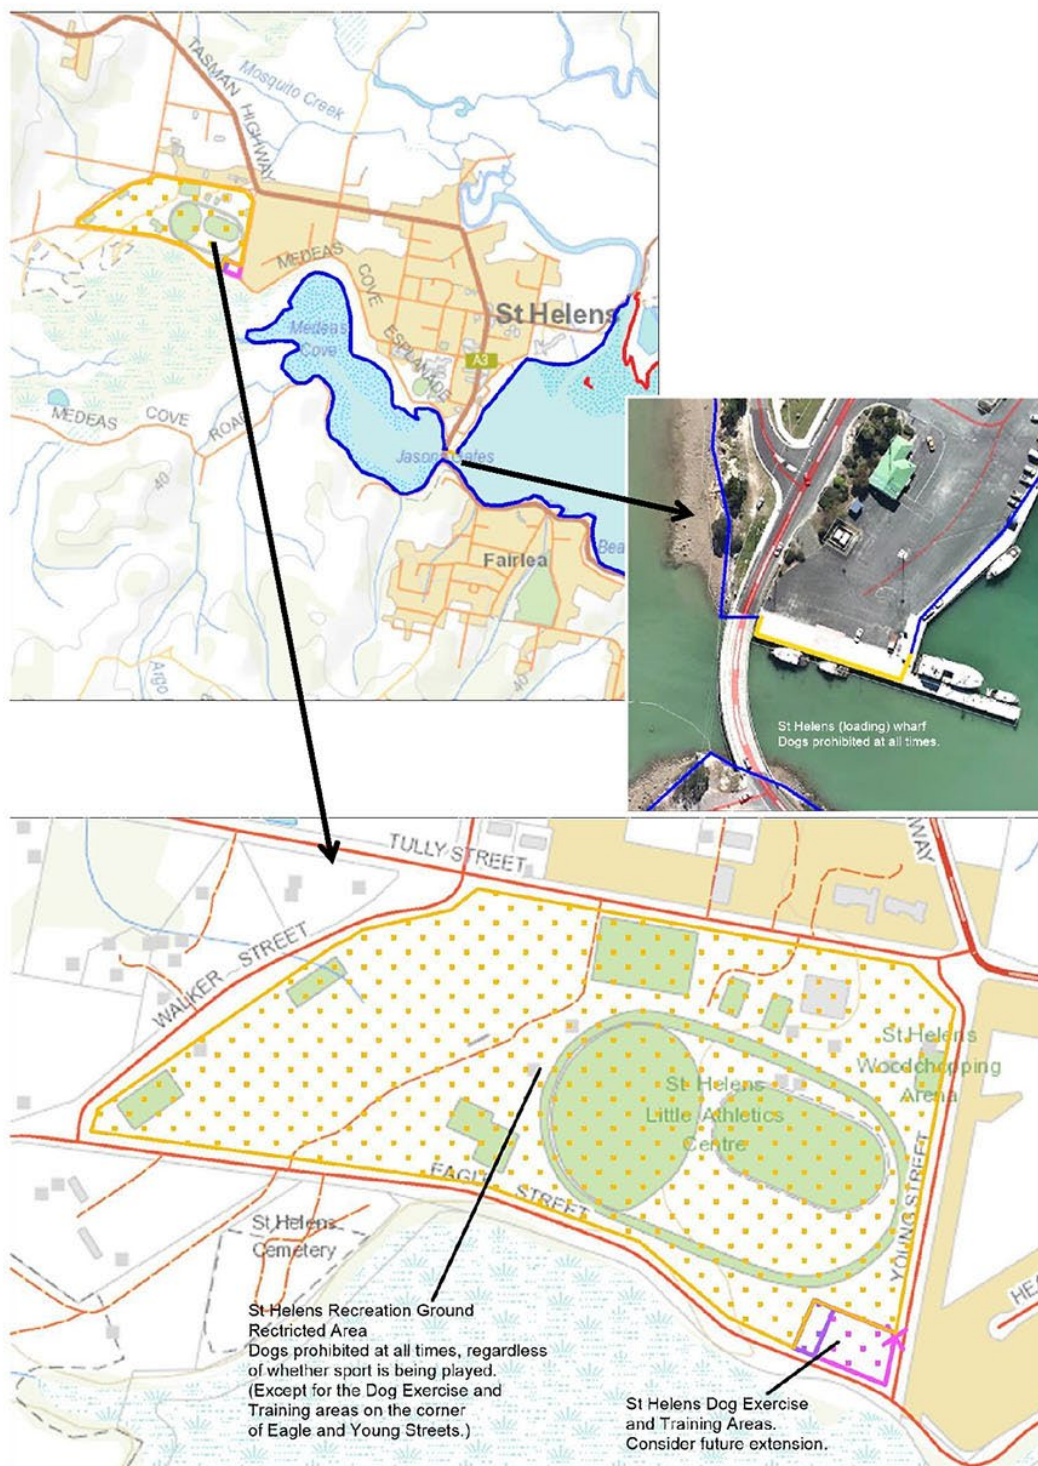 TASMAN HIGHWAY
Mosquito Creek
MEDEAS COVE ESPLANADE
St Helens
Medeas
Cove
A3
MEDEAS COVE ROAD
Jasons Gates
Fairlea
Bea
40
40
Argo
St Helens (loading) wharf
Dogs prohibited at all times.
TULLY STREET
WAY
WALKER STREET
St Helens
Woodchopping
Arena
St Helens
Little Athletics
Centre
EAGLE STREET
YOUNG STREET
St Helens
Cemetery
HEA
St Helens Recreation Ground
Rectricted Area
Dogs prohibited at all times, regardless
of whether sport is being played.
(Except for the Dog Exercise and
Training areas on the corner
of Eagle and Young Streets.)
St Helens Dog Exercise
and Training Areas.
Consider future extension.